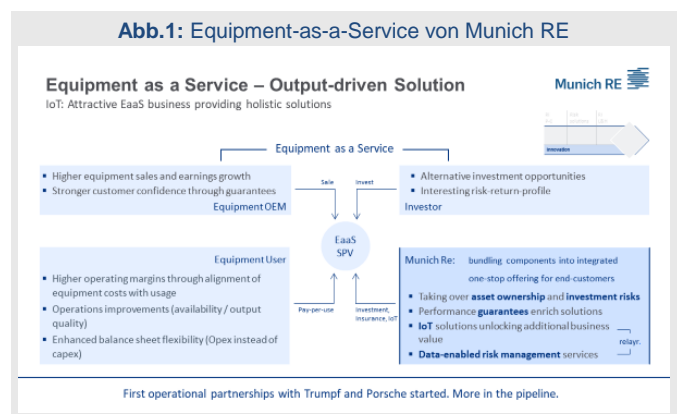 Abb.1: Equipment-as-a-Service von Munich RE
Equipment as a Service – Output-driven Solution
IoT: Attractive EaaS business providing holistic solutions
Munich RE
innovation
Equipment as a Service
▪ Higher equipment sales and earnings growth
▪ Stronger customer confidence through guarantees
Equipment OEM
Sale
Invest
▪ Alternative investment opportunities
▪ Interesting risk-return-profile
Investor
EaaS
SPV
Equipment User
▪ Higher operating margins through alignment of
equipment costs with usage
▪ Operations improvements (availability / output
quality)
▪ Enhanced balance sheet flexibility (Opex instead of
capex)
Pay-per-use
Investment,
insurance, IoT
Munich Re: bundling components into integrated
one-stop offering for end-customers
▪ Taking over asset ownership and investment risks
▪ Performance guarantees enrich solutions
▪ IoT solutions unlocking additional business
value
relayr.
▪ Data-enabled risk management services
First operational partnerships with Trumpf and Porsche started. More in the pipeline.